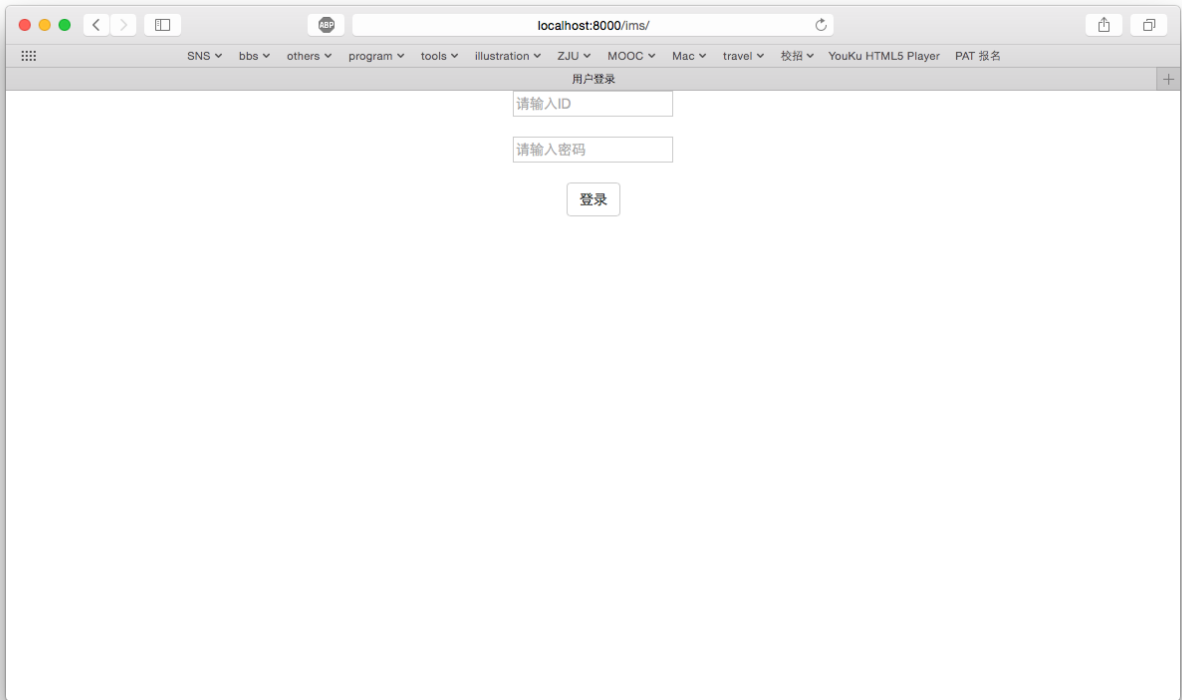 ABP
localhost:8000/ims/
SNS bbs others program tools illustration ZJU MOOC Mac travel 校招 YouKu HTML5 Player PAT 报名
用户登录
请输入ID
请输入密码
登录